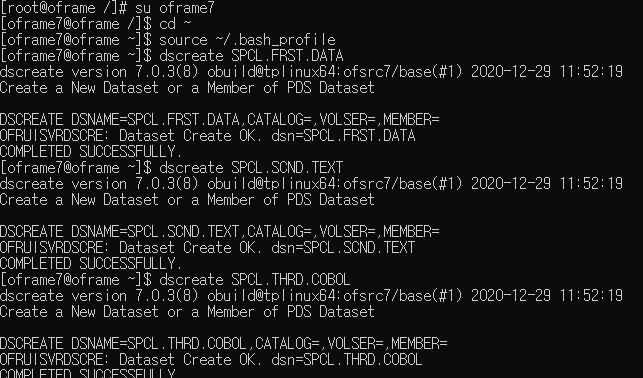 [root@oframe /]# su oframe7
[oframe7@oframe /]$ cd ~
[oframe7@oframe ~]$ source ~/.bash_profile
[oframe7@oframe ~]$ dscreate SPCL.FRST.DATA
dscreate version 7.0.3(8) obuild@tplinux64:ofsrc7/base(#1) 2020-12-29 11:52:19
Create a New Dataset or a Member of PDS Dataset
DSCREATE DSNAME=SPCL.FRST.DATA,CATALOG=,VOLSER=,MEMBER=
OFRUISVRDSCRE: Dataset Create OK. dsn=SPCL.FRST.DATA
COMPLETED SUCCESSFULLY.
[oframe7@oframe ~]$ dscreate SPCL.SCND.TEXT
dscreate version 7.0.3(8) obuild@tplinux64:ofsrc7/base(#1) 2020-12-29 11:52:19
Create a New Dataset or a Member of PDS Dataset
DSCREATE DSNAME=SPCL.SCND.TEXT,CATALOG=,VOLSER=,MEMBER=
OFRUISVRDSCRE: Dataset Create OK. dsn=SPCL.SCND.TEXT
COMPLETED SUCCESSFULLY.
[oframe7@oframe ~]$ dscreate SPCL.THRD.COBOL
dscreate version 7.0.3(8) obuild@tplinux64:ofsrc7/base(#1) 2020-12-29 11:52:19
Create a New Dataset or a Member of PDS Dataset
DSCREATE DSNAME=SPCL.THRD.COBOL,CATALOG=,VOLSER=,MEMBER=
OFRUISVRDSCRE: Dataset Create OK. dsn=SPCL.THRD.COBOL
COMPLETED SUCCESSFULLY